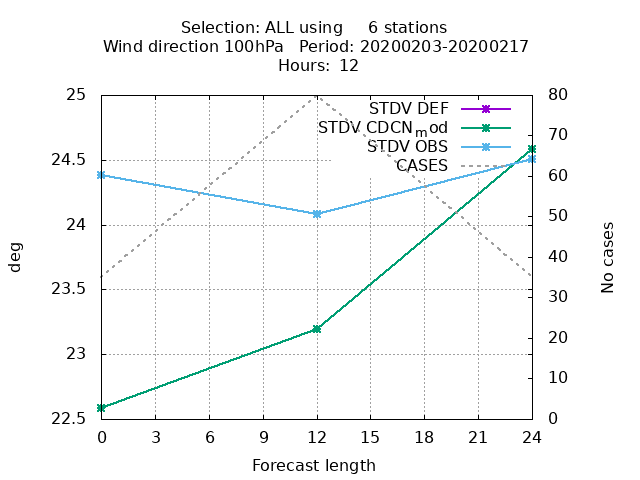 Selection: ALL using     6 stations
Wind direction 100hPa   Period: 20200203-20200217
Hours:  12
25
24.5
24
23.5
23
22.5
80
70
60
50
40
30
20
10
0
STDV DEF
STDV CDCNmod
STDV OBS
CASES
deg
No cases
0 3 6 9 12 15 18 21 24
Forecast length